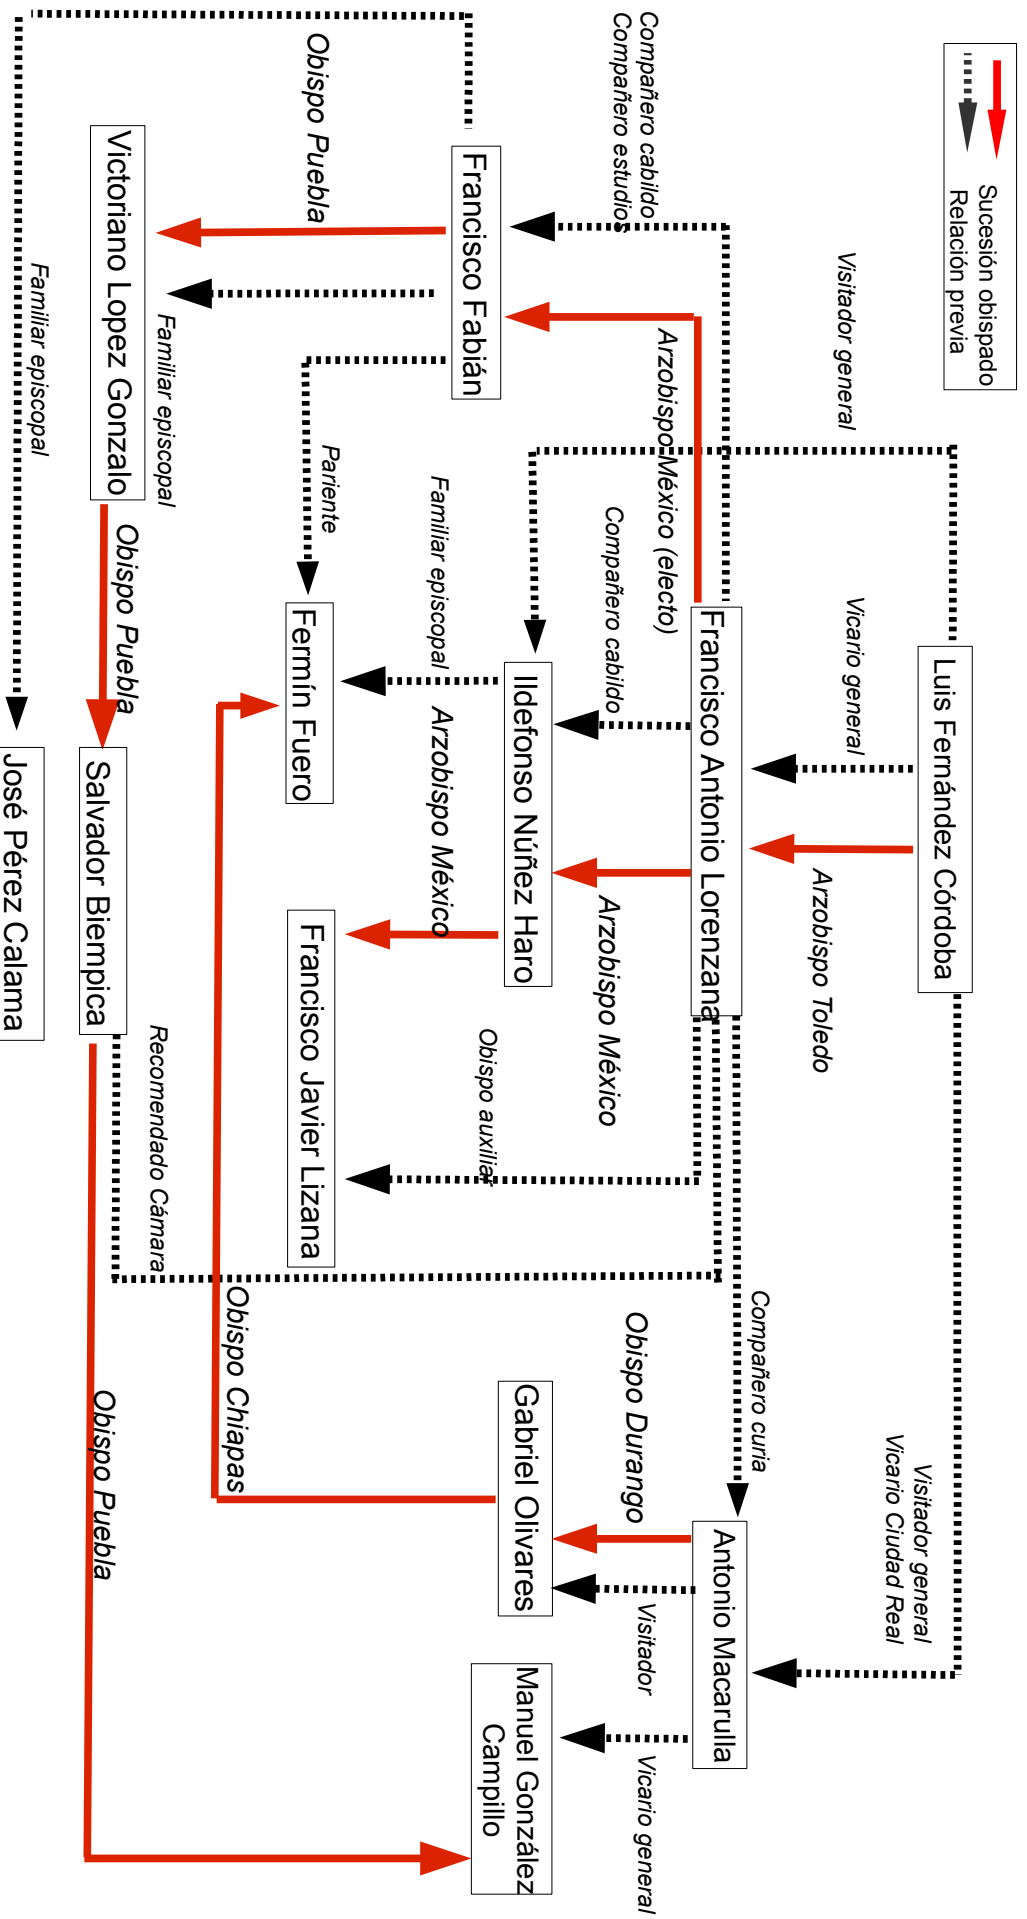 Sucesión obispado
Relación previa
Luis Fernández Córdoba
Visitador general
Vicario general
Arzobispo Toledo
Visitador general
Vicario Ciudad Real
Compañero cabildo
Compañero estudios
Arzobispo México (electo)
Francisco Antonio Lorenzana
Compañero curia
Antonio Macarulla
Compañero cabildo
Arzobispo México
Obispo Durango
Visitador
Vicario general
Francisco Fabián
Ildefonso Núñez Haro
Gabriel Olivares
Manuel González
Campillo
Obispo Puebla
Familiar episcopal
Pariente
Familiar episcopal
Arzobispo México
Obispo auxiliar
Fermín Fuero
Francisco Javier Lizana
Obispo Chiapas
Victoriano Lopez Gonzalo
Obispo Puebla
Salvador Biempica
Recomendado Cámara
Obispo Puebla
Familiar episcopal
José Pérez Calama